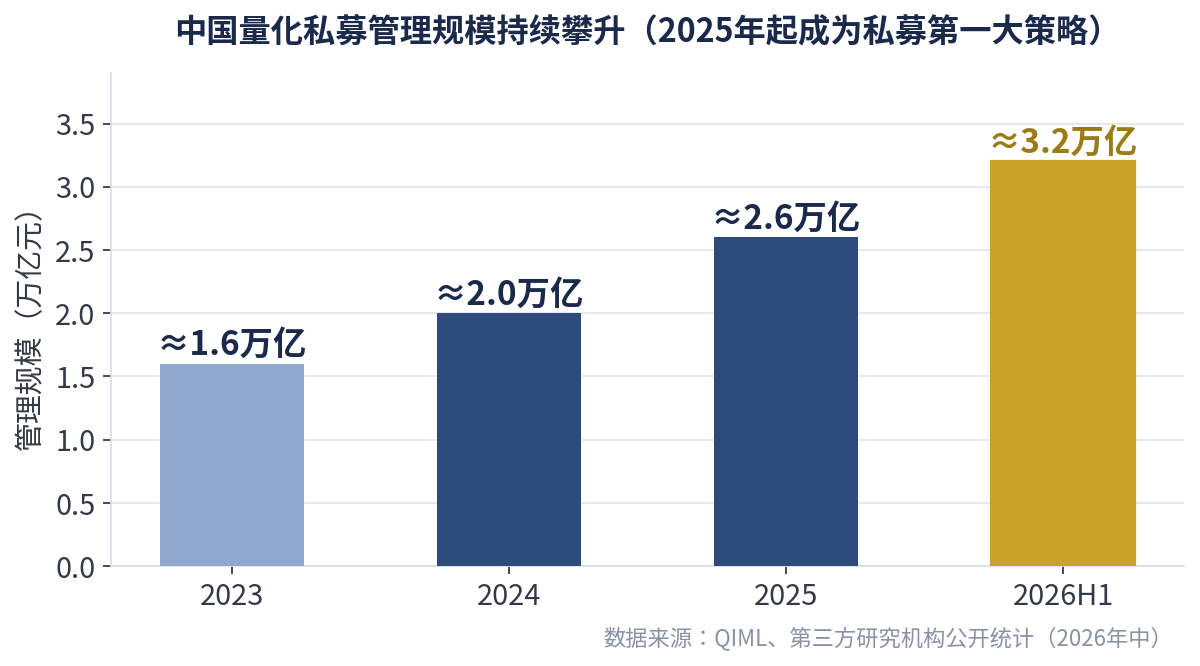 中国量化私募管理规模持续攀升（2025年起成为私募第一大策略）
管理规模（万亿元）
3.5
3.0
2.5
2.0
1.5
1.0
0.5
0.0
≈1.6万亿
≈2.0万亿
≈2.6万亿
≈3.2万亿
2023
2024
2025
2026H1
数据来源：QIML、第三方研究机构公开统计（2026年中）